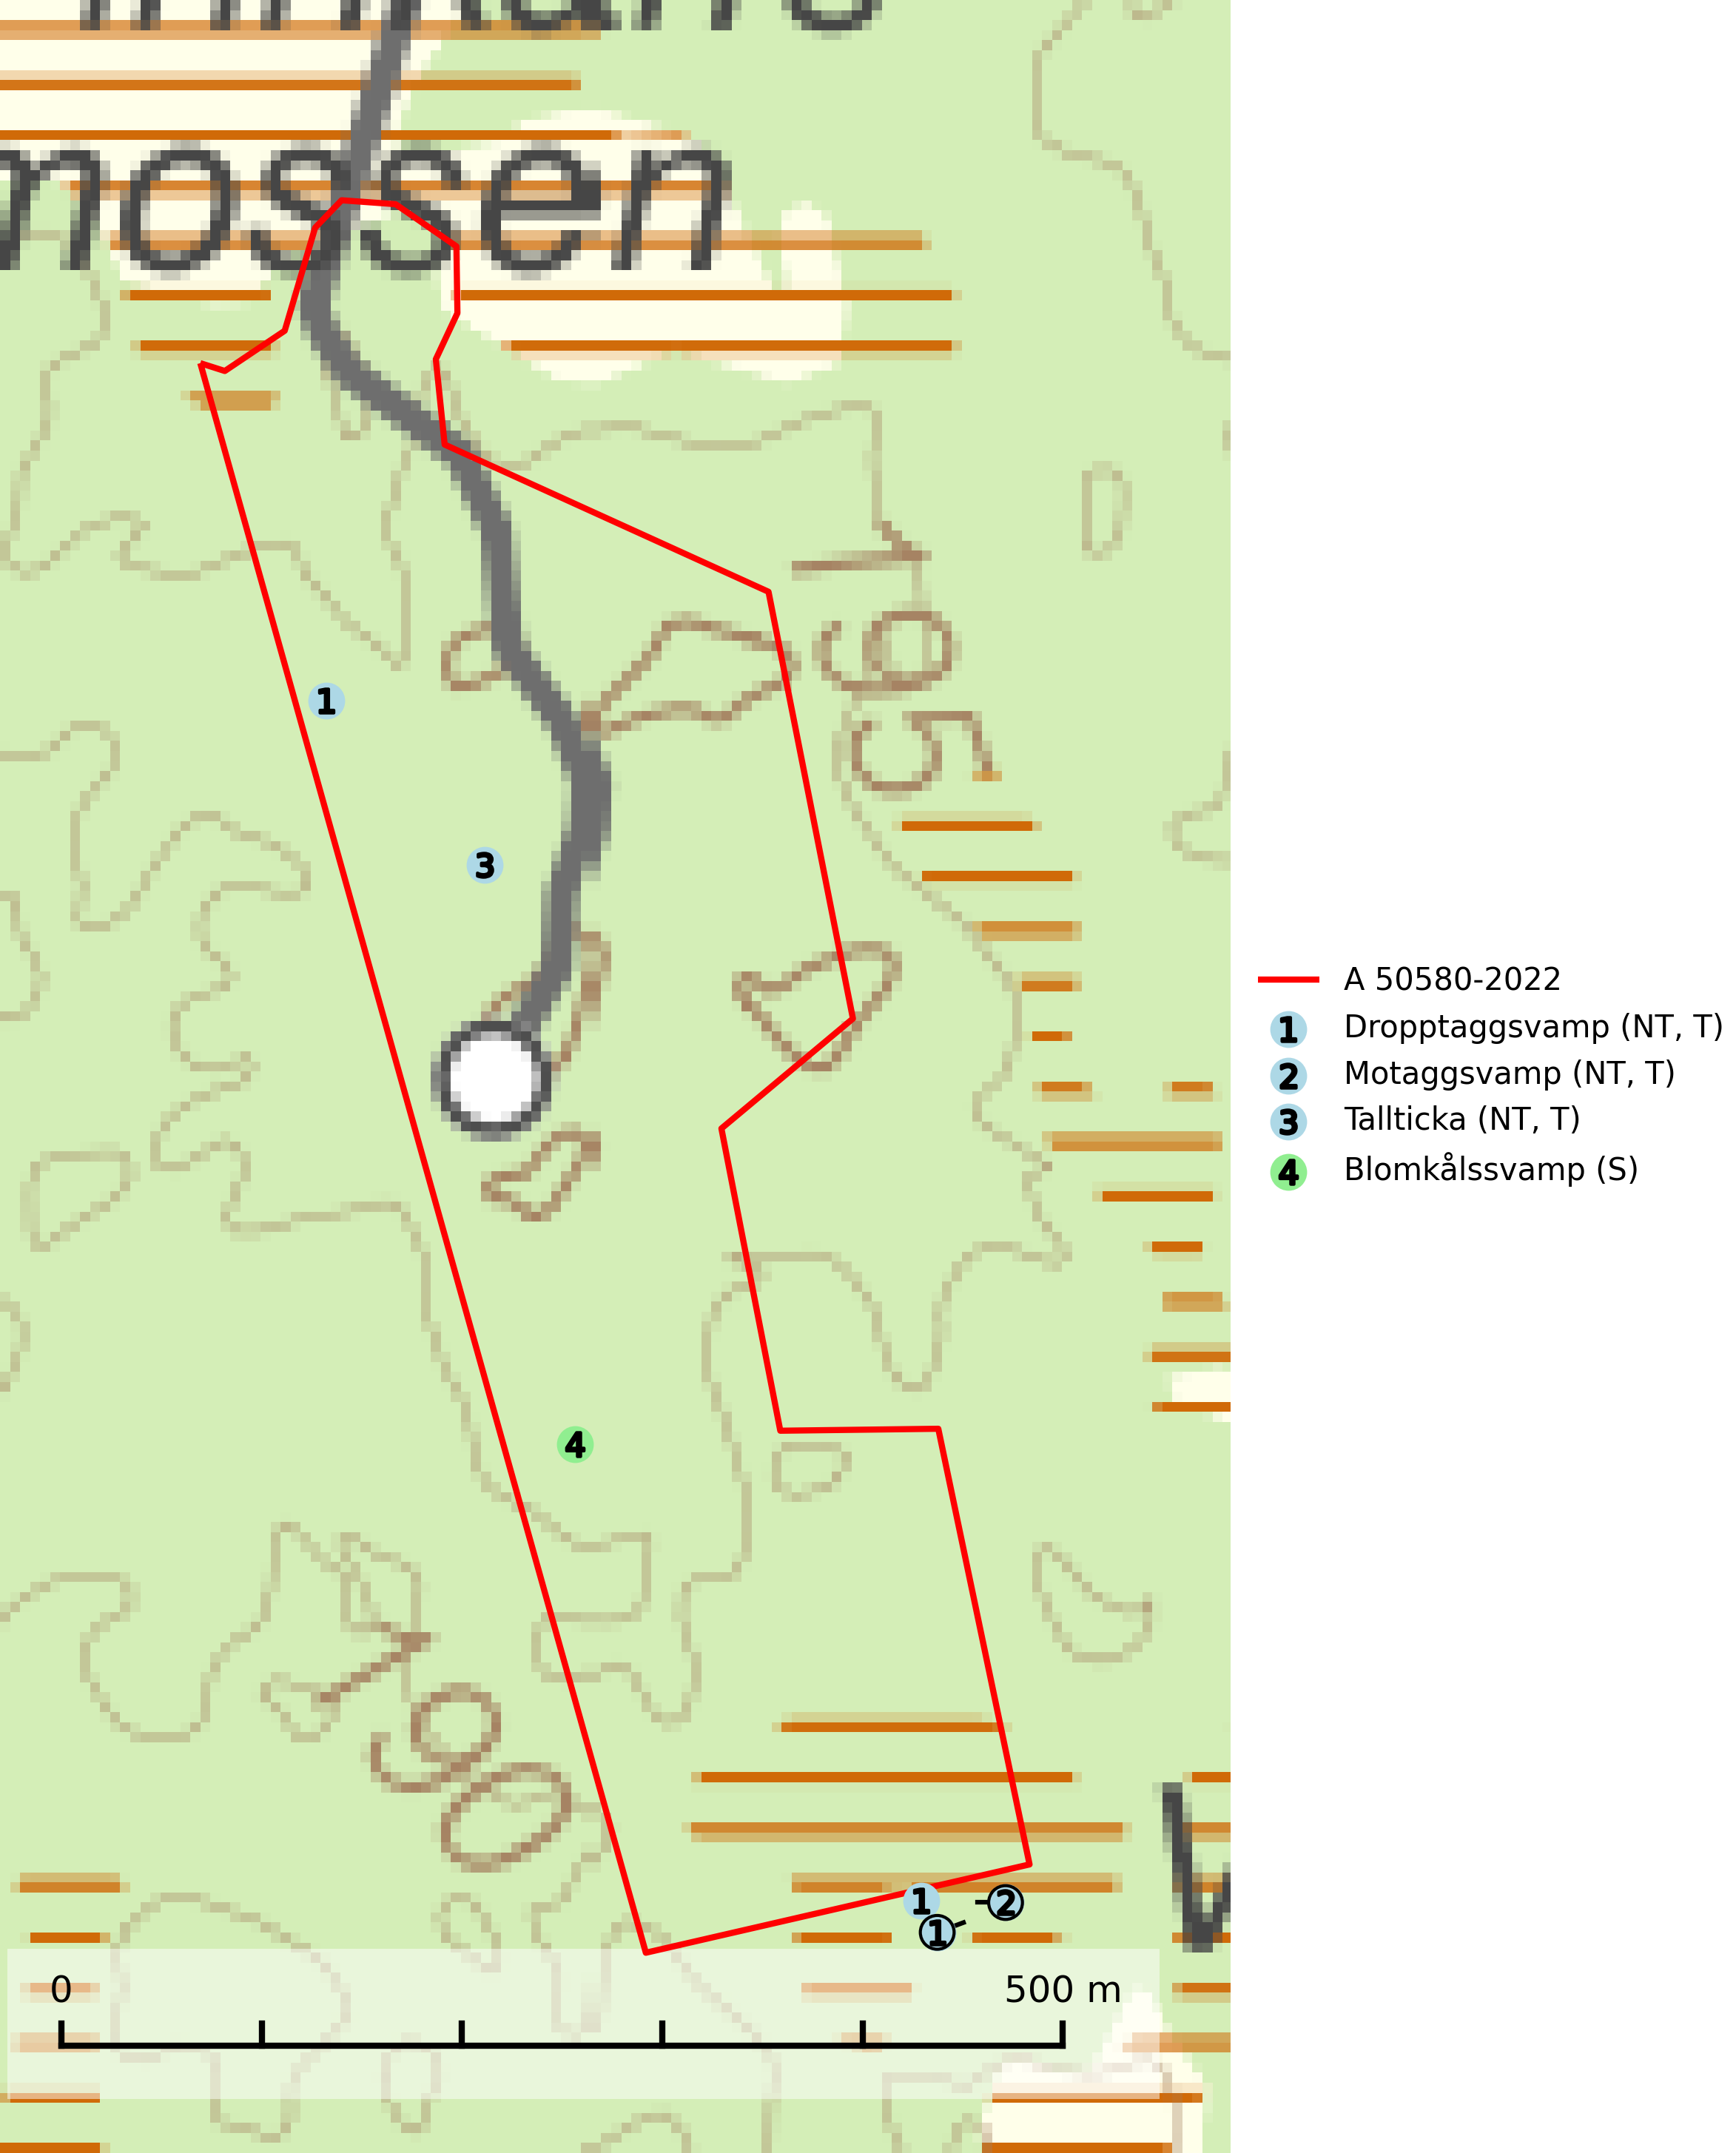 mossen
195
1
3
4
190
1
2
1
0
500 m
A 50580-2022
1 Dropptaggsvamp (NT, T)
2 Motaggsvamp (NT, T)
3 Tallticka (NT, T)
4 Blomkålssvamp (S)